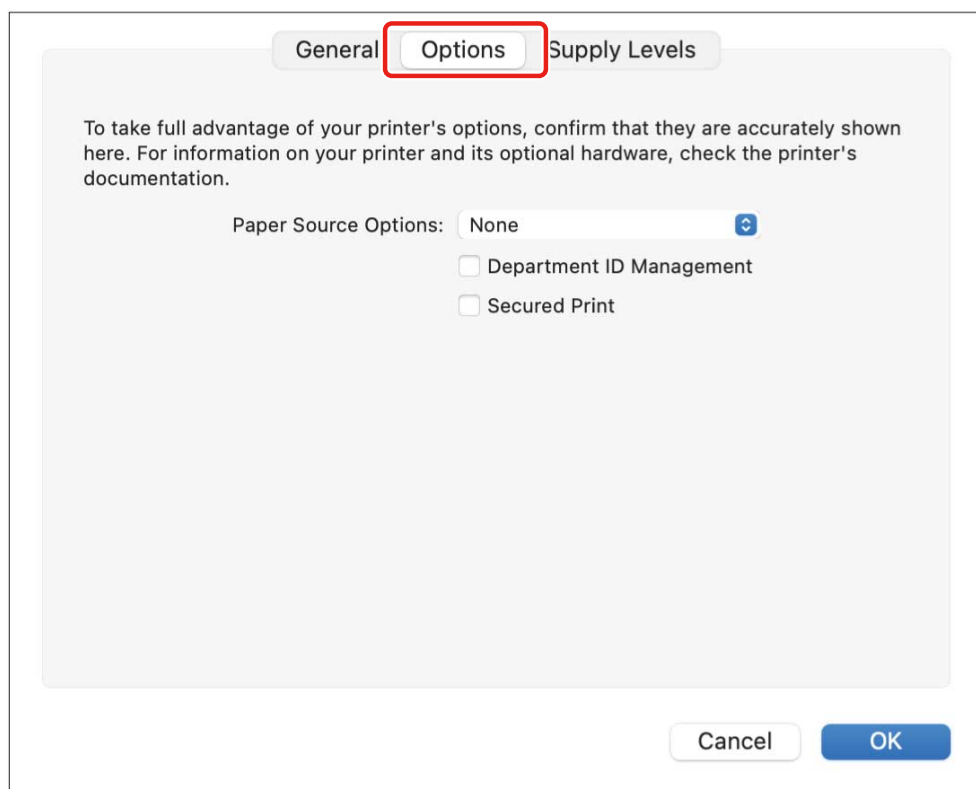 General Options Supply Levels
To take full advantage of your printer's options, confirm that they are accurately shown
here. For information on your printer and its optional hardware, check the printer's
documentation.
Paper Source Options: None
Department ID Management
Secured Print
Cancel OK